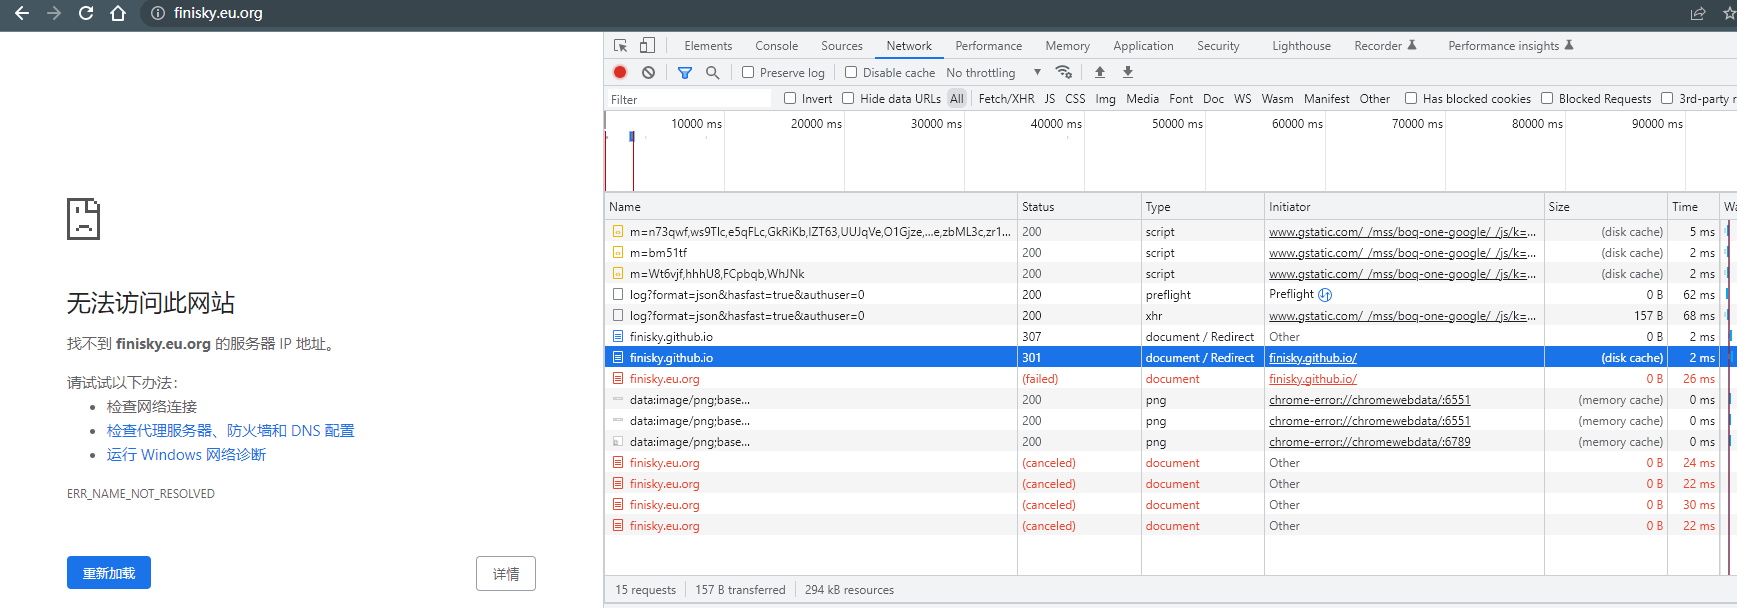 finisky.eu.org
无法访问此网站
找不到 finisky.eu.org 的服务器 IP 地址。
请试试以下办法：
• 检查网络连接
• 检查代理服务器、防火墙和 DNS 配置
• 运行 Windows 网络诊断
ERR_NAME_NOT_RESOLVED
重新加载 详情
Elements Console Sources Network Performance Memory Application Security Lighthouse Recorder Performance insights
Preserve log Disable cache No throttling
Filter Invert Hide data URLs All Fetch/XHR JS CSS Img Media Font Doc WS Wasm Manifest Other Has blocked cookies Blocked Requests 3rd-party
10000 ms 20000 ms 30000 ms 40000 ms 50000 ms 60000 ms 70000 ms 80000 ms 90000 ms
Name Status Type Initiator Size Time Wa
m=n73qwf,ws9Tlc,e5qFLc,GkRiKb,IZT63,UUJqVe,O1Gjze,...e,zbML3c,zr1... 200 script www.gstatic.com/_/mss/boq-one-google/_/js/k=... (disk cache) 5 ms
m=bm51tf 200 script www.gstatic.com/_/mss/boq-one-google/_/js/k=... (disk cache) 2 ms
m=Wt6vjf,hhhU8,FCpbqb,WhJNk 200 script www.gstatic.com/_/mss/boq-one-google/_/js/k=... (disk cache) 2 ms
log?format=json&hasfast=true&authuser=0 200 preflight Preflight 0 B 62 ms
log?format=json&hasfast=true&authuser=0 200 xhr www.gstatic.com/_/mss/boq-one-google/_/js/k=... 157 B 68 ms
finisky.github.io 307 document / Redirect Other 0 B 2 ms
finisky.github.io 301 document / Redirect finisky.github.io/ (disk cache) 2 ms
finisky.eu.org (failed) document finisky.github.io/ 0 B 26 ms
data:image/png;base... 200 png chrome-error://chromewebdata/:6551 (memory cache) 0 ms
data:image/png;base... 200 png chrome-error://chromewebdata/:6551 (memory cache) 0 ms
data:image/png;base... 200 png chrome-error://chromewebdata/:6789 (memory cache) 0 ms
finisky.eu.org (canceled) document Other 0 B 24 ms
finisky.eu.org (canceled) document Other 0 B 22 ms
finisky.eu.org (canceled) document Other 0 B 30 ms
finisky.eu.org (canceled) document Other 0 B 22 ms
15 requests 157 B transferred 294 kB resources